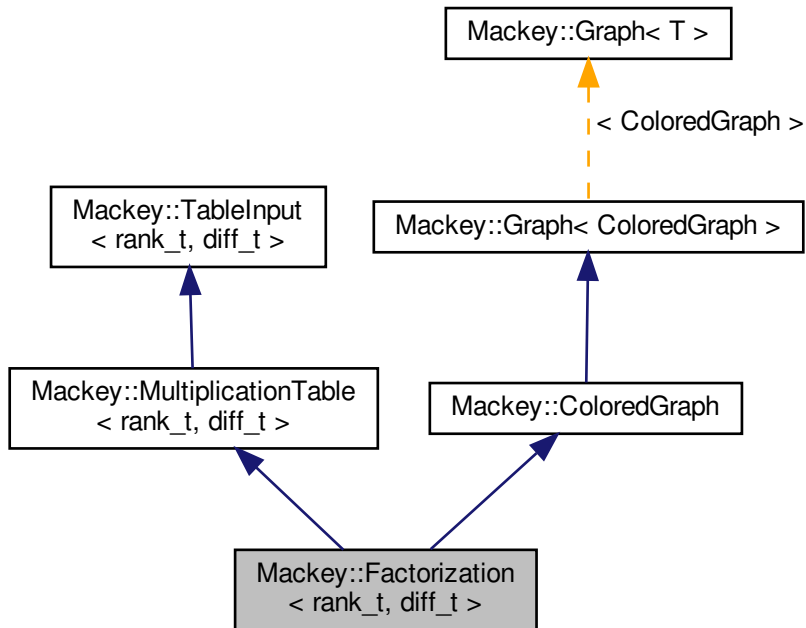 Mackey::Graph< T >
< ColoredGraph >
Mackey::TableInput
< rank_t, diff_t >
Mackey::Graph< ColoredGraph >
Mackey::MultiplicationTable
< rank_t, diff_t >
Mackey::ColoredGraph
Mackey::Factorization
< rank_t, diff_t >